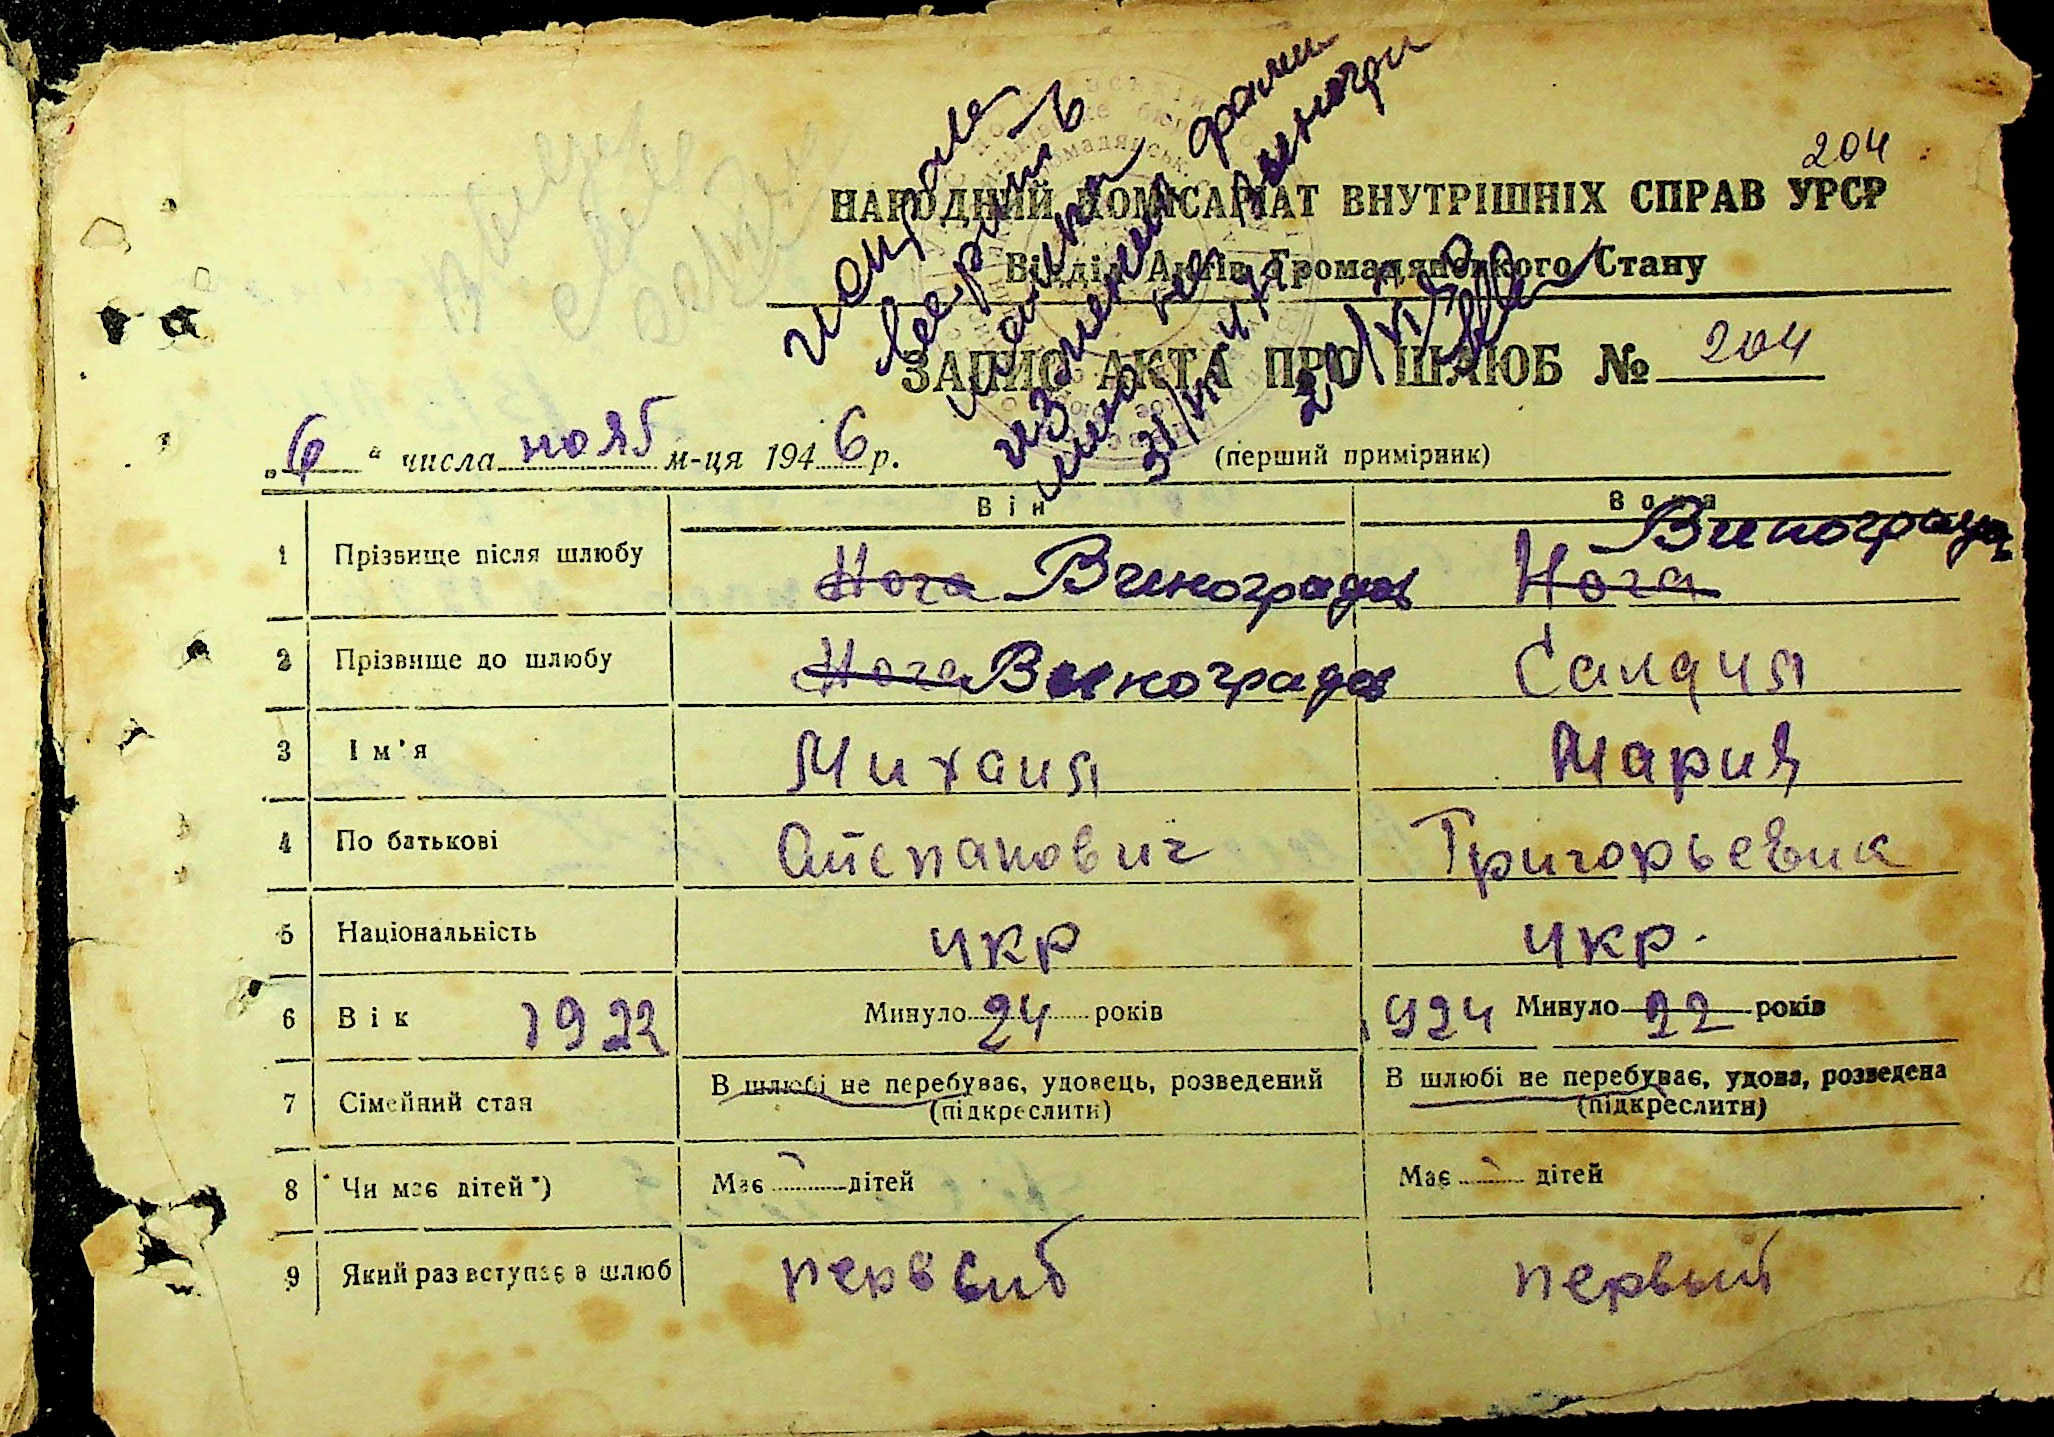 204
НАРОДНИЙ КОМІСАРІАТ ВНУТРІШНІХ СПРАВ УРСР
Відділ Актів Громадянського Стану
ЗАПИС АКТА ПРО ШЛЮБ № 204
„6“ числа нояб м-ця 1946 р.
(перший примірник)
Він Вона
1 Прізвище після шлюбу Нога Виноградов Нога Виноградов
2 Прізвище до шлюбу Нога Виноградов
3 Ім'я Михаил Мария
4 По батькові Степанович Григорьевна
5 Національність укр укр.
6 Вік 1922 Минуло 24 років 1924 Минуло 22 років
7 Сімейний стан В шлюбі не перебуває, удовець, розведений В шлюбі не перебуває, удова, розведена
(підкреслити) (підкреслити)
8 Чи має дітей *) Має - дітей Має - дітей
9 Який раз вступає в шлюб первый первый